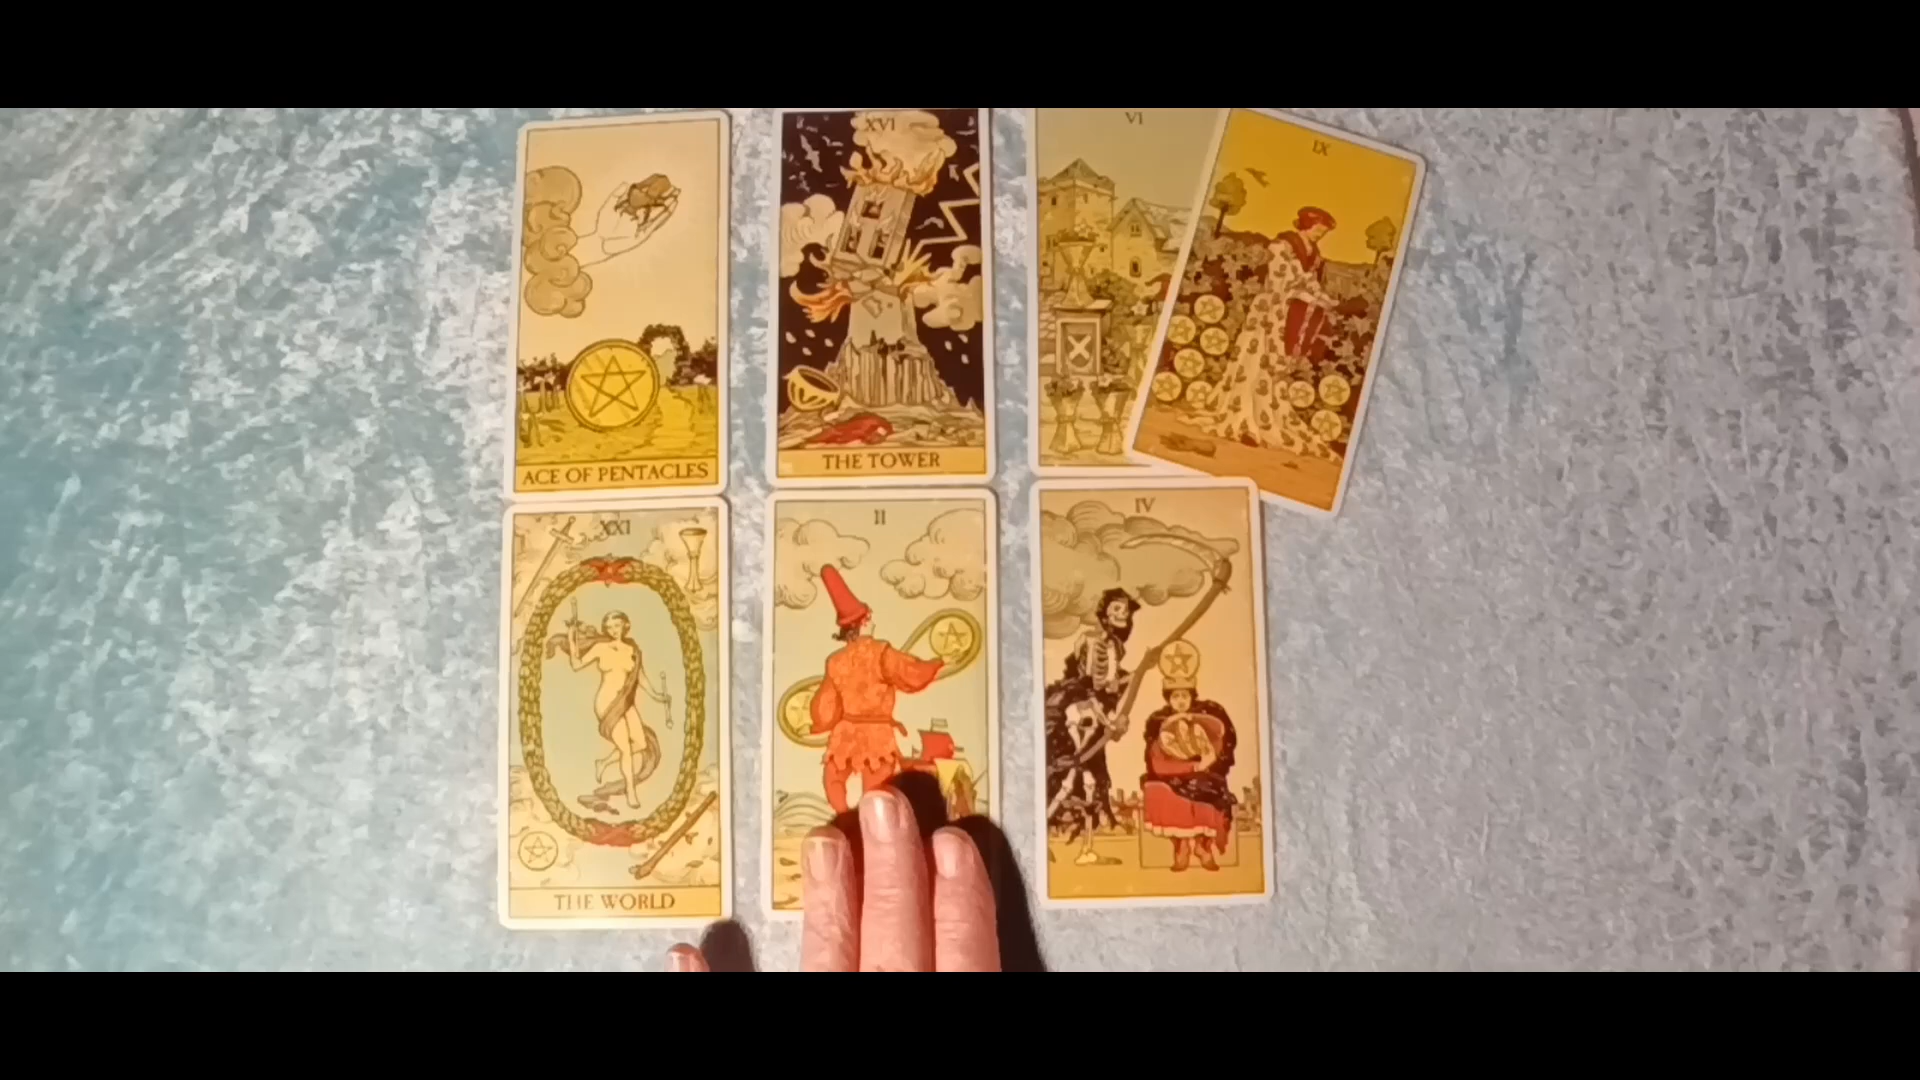 XVI
VI
IX
ACE OF PENTACLES
THE TOWER
XXI
II
IV
THE WORLD